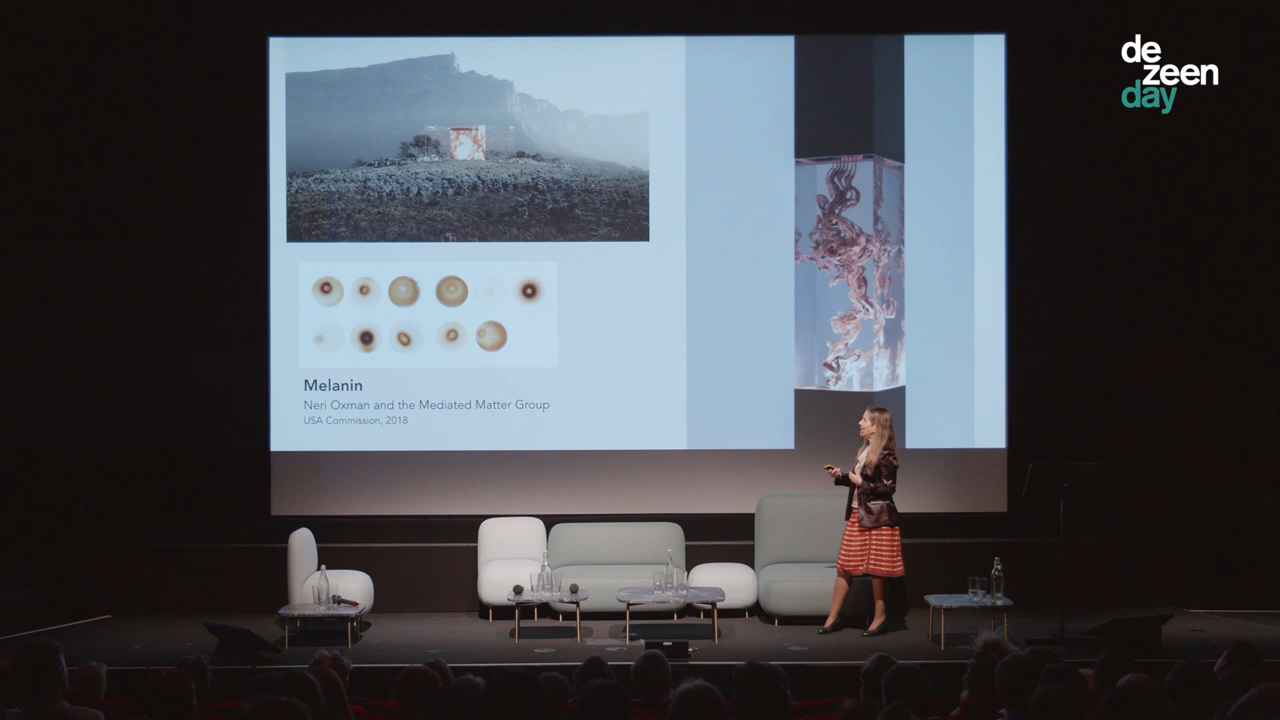 de
zeen
day
Melanin
Neri Oxman and the Mediated Matter Group
USA Commission, 2018